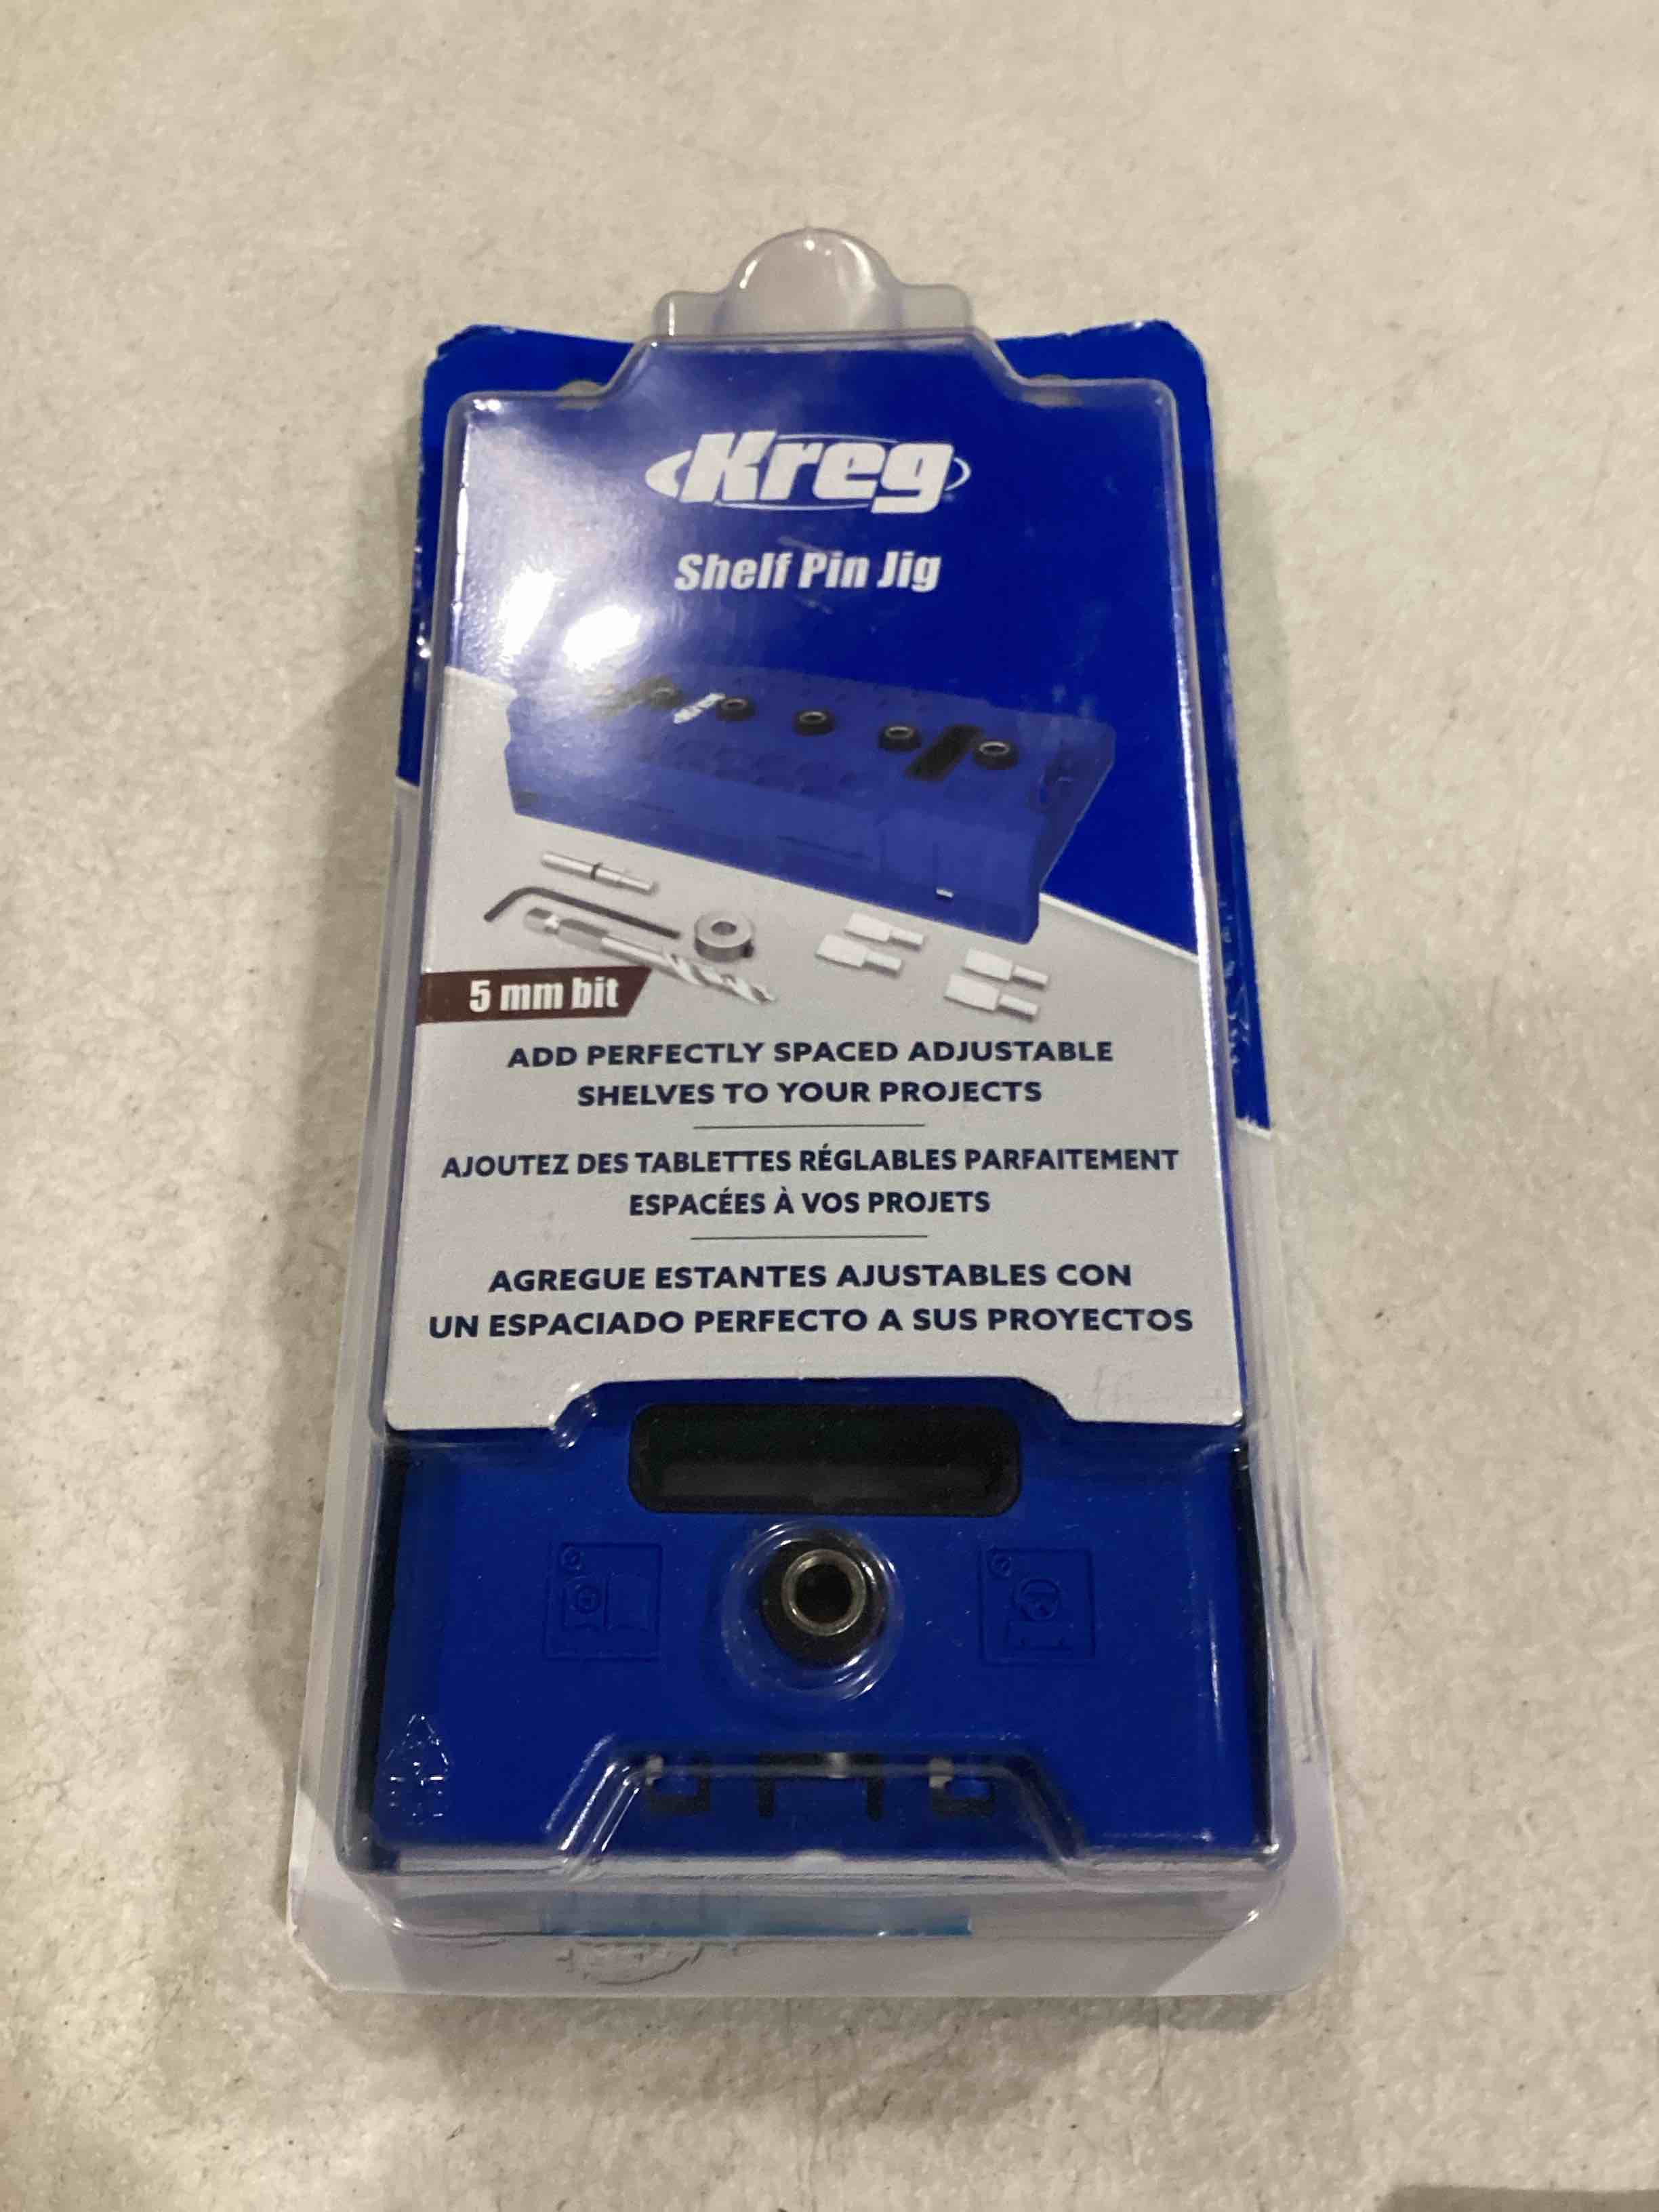 Kreg
Shelf Pin Jig
5 mm bit
ADD PERFECTLY SPACED ADJUSTABLE
SHELVES TO YOUR PROJECTS
AJOUTEZ DES TABLETTES RÉGLABLES PARFAITEMENT
ESPACÉES À VOS PROJETS
AGREGUE ESTANTES AJUSTABLES CON
UN ESPACIADO PERFECTO A SUS PROYECTOS